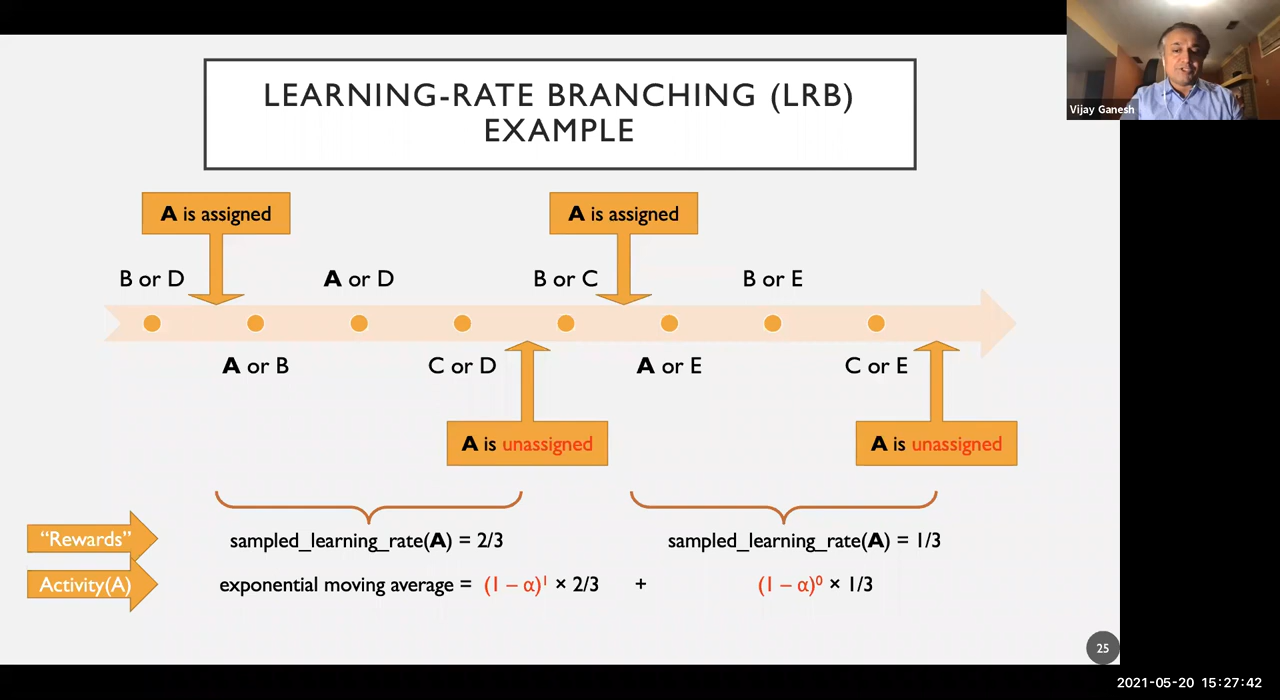 Vijay Ganesh
LEARNING-RATE BRANCHING (LRB)
EXAMPLE
A is assigned
A is assigned
B or D
A or D
B or C
B or E
A or B
C or D
A or E
C or E
A is unassigned
A is unassigned
"Rewards"
sampled_learning_rate(A) = 2/3
sampled_learning_rate(A) = 1/3
Activity(A)
exponential moving average = (1 – α)¹ × 2/3 + (1 – α)⁰ × 1/3
25
2021-05-20 15:27:42